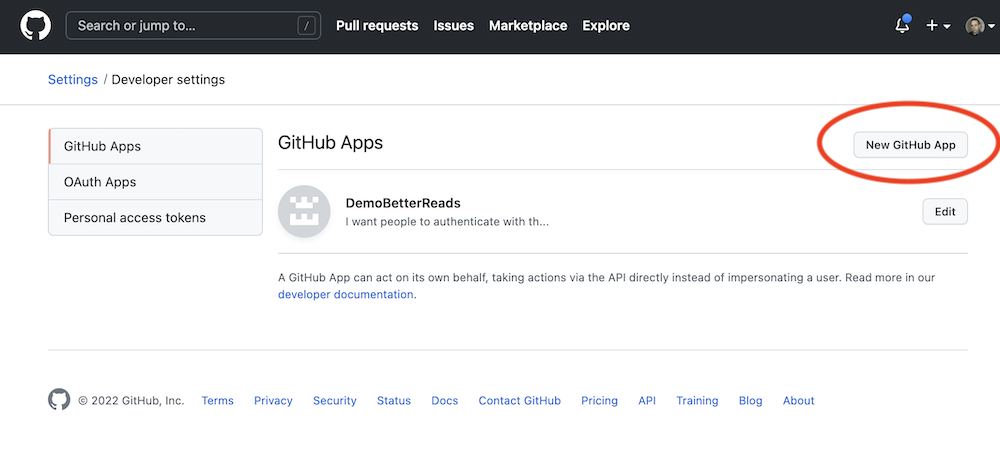 Search or jump to... / Pull requests Issues Marketplace Explore
Settings / Developer settings
GitHub Apps
OAuth Apps
Personal access tokens
GitHub Apps
New GitHub App
DemoBetterReads
I want people to authenticate with th...
Edit
A GitHub App can act on its own behalf, taking actions via the API directly instead of impersonating a user. Read more in our
developer documentation.
© 2022 GitHub, Inc. Terms Privacy Security Status Docs Contact GitHub Pricing API Training Blog About